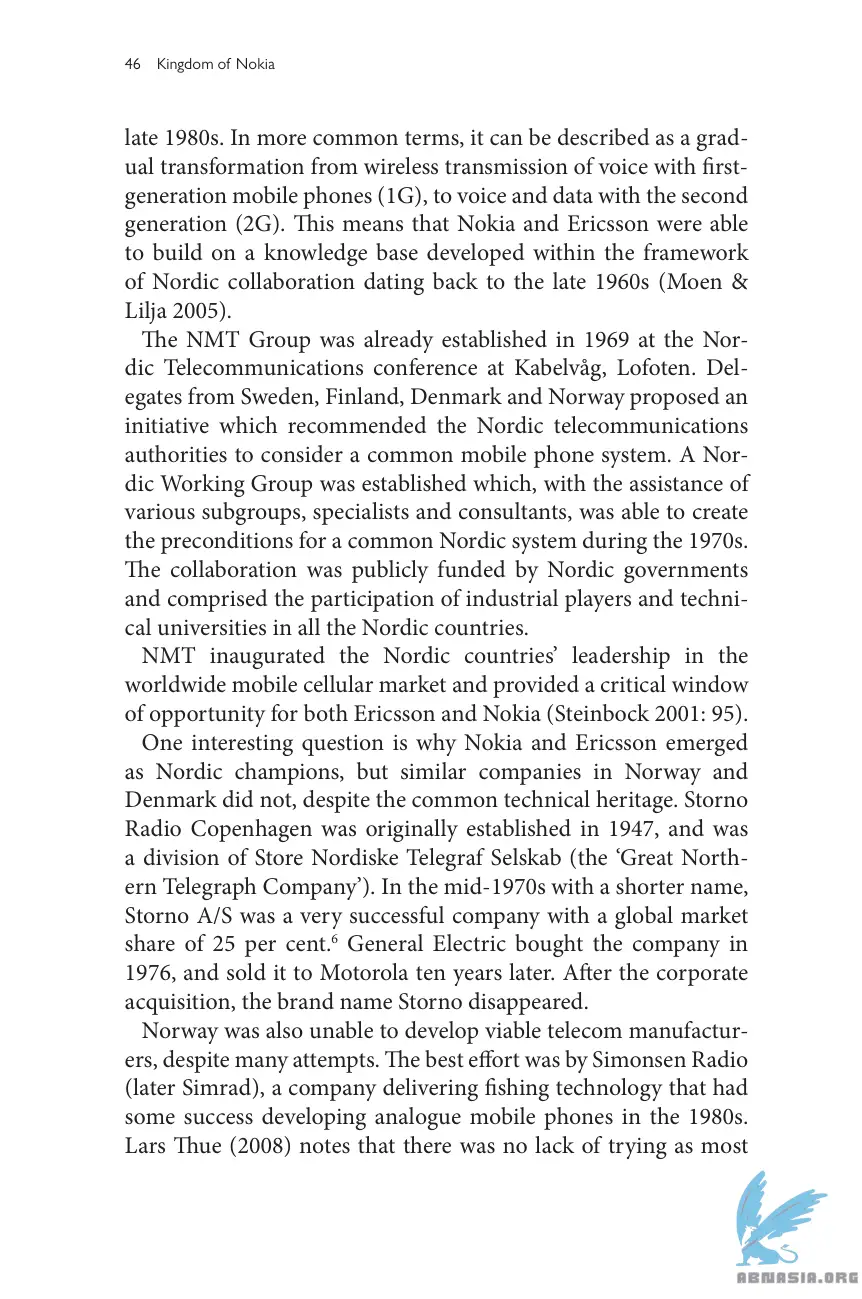 46 Kingdom of Nokia
late 1980s. In more common terms, it can be described as a grad-
ual transformation from wireless transmission of voice with first-
generation mobile phones (1G), to voice and data with the second
generation (2G). This means that Nokia and Ericsson were able
to build on a knowledge base developed within the framework
of Nordic collaboration dating back to the late 1960s (Moen &
Lilja 2005).
The NMT Group was already established in 1969 at the Nor-
dic Telecommunications conference at Kabelvåg, Lofoten. Del-
egates from Sweden, Finland, Denmark and Norway proposed an
initiative which recommended the Nordic telecommunications
authorities to consider a common mobile phone system. A Nor-
dic Working Group was established which, with the assistance of
various subgroups, specialists and consultants, was able to create
the preconditions for a common Nordic system during the 1970s.
The collaboration was publicly funded by Nordic governments
and comprised the participation of industrial players and techni-
cal universities in all the Nordic countries.
NMT inaugurated the Nordic countries’ leadership in the
worldwide mobile cellular market and provided a critical window
of opportunity for both Ericsson and Nokia (Steinbock 2001: 95).
One interesting question is why Nokia and Ericsson emerged
as Nordic champions, but similar companies in Norway and
Denmark did not, despite the common technical heritage. Storno
Radio Copenhagen was originally established in 1947, and was
a division of Store Nordiske Telegraf Selskab (the ‘Great North-
ern Telegraph Company’). In the mid-1970s with a shorter name,
Storno A/S was a very successful company with a global market
share of 25 per cent.⁶ General Electric bought the company in
1976, and sold it to Motorola ten years later. After the corporate
acquisition, the brand name Storno disappeared.
Norway was also unable to develop viable telecom manufactur-
ers, despite many attempts. The best effort was by Simonsen Radio
(later Simrad), a company delivering fishing technology that had
some success developing analogue mobile phones in the 1980s.
Lars Thue (2008) notes that there was no lack of trying as most
ABNASIA.ORG